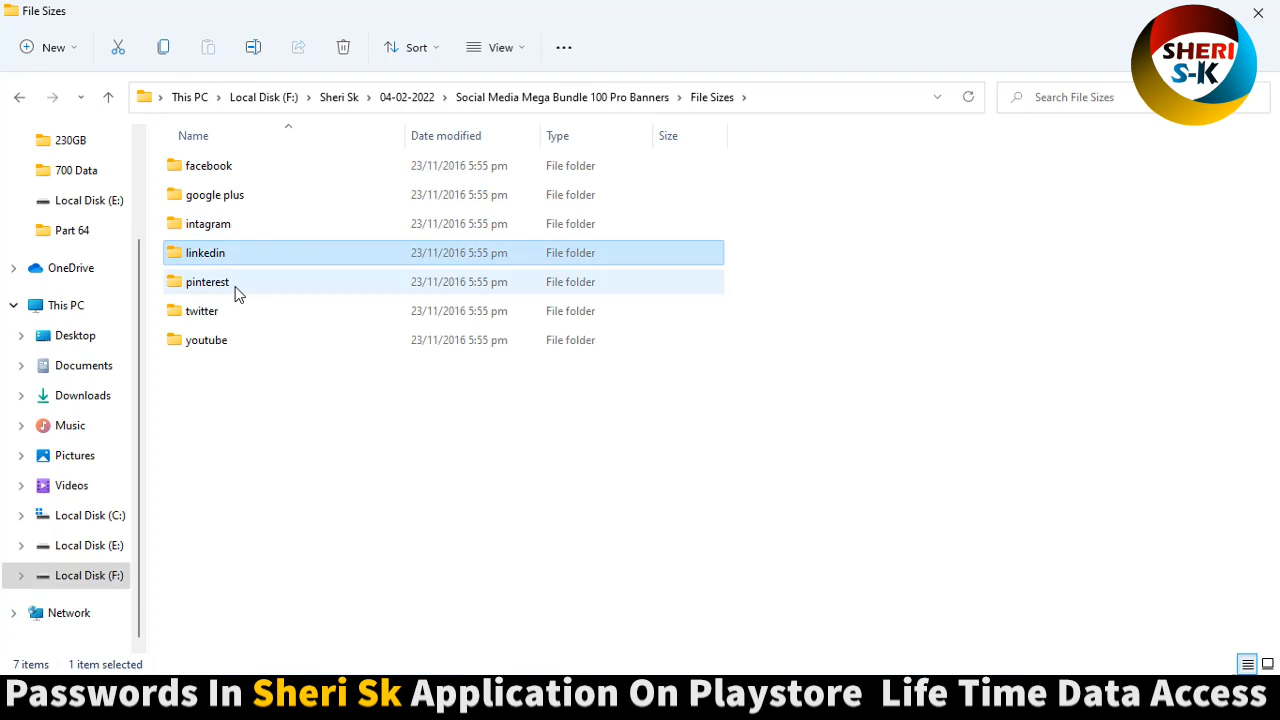 File Sizes
New
Sort
View
SHERI
S-K
This PC
Local Disk (F:)
Sheri Sk
04-02-2022
Social Media Mega Bundle 100 Pro Banners
File Sizes
Search File Sizes
230GB
700 Data
Local Disk (E:)
Part 64
OneDrive
This PC
Desktop
Documents
Downloads
Music
Pictures
Videos
Local Disk (C:)
Local Disk (E:)
Local Disk (F:)
Network
Name Date modified Type Size
facebook 23/11/2016 5:55 pm File folder
google plus 23/11/2016 5:55 pm File folder
intagram 23/11/2016 5:55 pm File folder
linkedin 23/11/2016 5:55 pm File folder
pinterest 23/11/2016 5:55 pm File folder
twitter 23/11/2016 5:55 pm File folder
youtube 23/11/2016 5:55 pm File folder
7 items 1 item selected
Passwords In Sheri Sk Application On Playstore Life Time Data Access